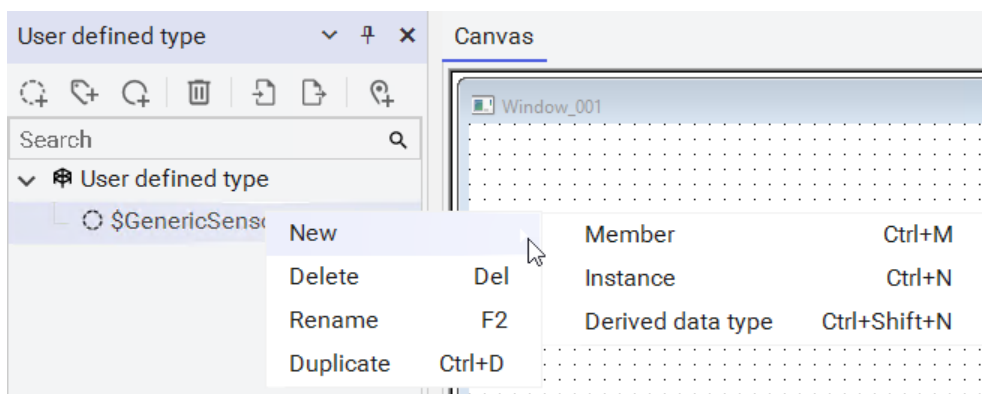 User defined type
Canvas
Window_001
Search
User defined type
$GenericSenso
New
Member Ctrl+M
Delete Del
Instance Ctrl+N
Rename F2
Derived data type Ctrl+Shift+N
Duplicate Ctrl+D